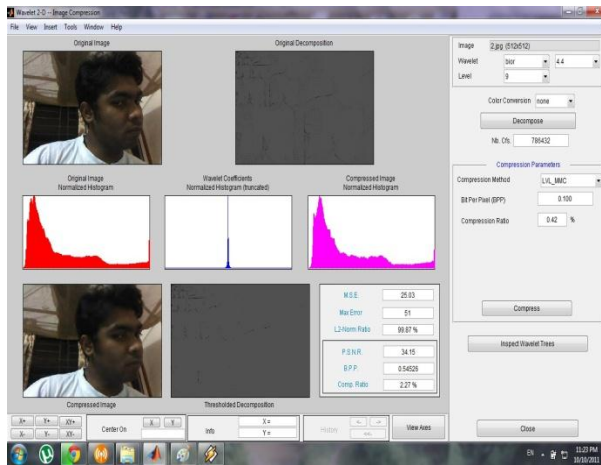 Wavelet 2-D -- Image Compression
File View Insert Tools Window Help
Original Image
Original Decomposition
Image 2.jpg (512x512)
Wavelet bior 4.4
Level 9
Color Conversion none
Decompose
Nb. Cfs. 786432
Original Image
Normalized Histogram
Wavelet Coefficients
Normalized Histogram (truncated)
Compressed Image
Normalized Histogram
Compression Parameters
Compression Method LVL_MMC
Bit Per Pixel (BPP) 0.100
Compression Ratio 0.42 %
Compress
Inspect Wavelet Trees
M.S.E. 25.03
Max Error 51
L2-Norm Ratio 99.87 %
P.S.N.R. 34.15
B.P.P. 0.54526
Comp. Ratio 2.27 %
Compressed Image
Thresholded Decomposition
X+ Y+ XY+
X- Y- XY-
Center On X Y
Info X = Y =
History <- ->
View Axes
Close
EN
11:23 PM
10/10/2011